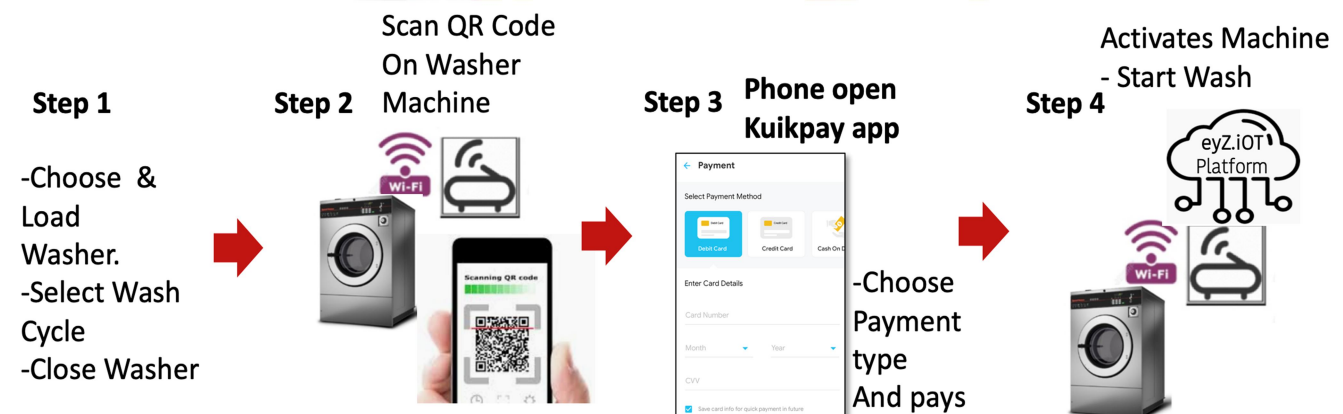 Step 1
-Choose &
Load
Washer.
-Select Wash
Cycle
-Close Washer
Step 2
Scan QR Code
On Washer
Machine
Wi-Fi
Scanning QR code
Step 3
Phone open
Kuikpay app
Payment
Select Payment Method
Debit Card
Credit Card
Cash On D
Enter Card Details
Card Number
Month
Year
CVV
Save card info for quick payment in future
-Choose
Payment
type
And pays
Step 4
Activates Machine
- Start Wash
eyZ.iOT
Platform
Wi-Fi